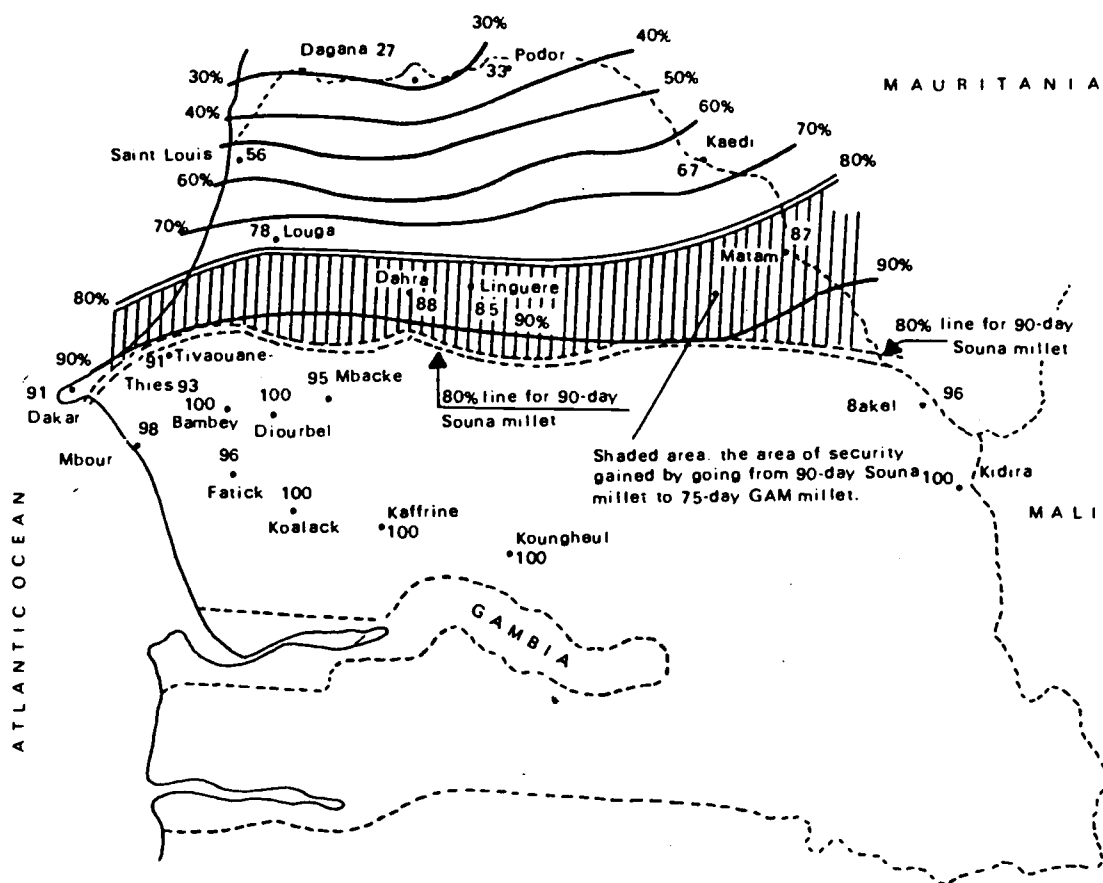 30%
40%
Dagana 27
Podor
33
30%
50%
MAURITANIA
40%
60%
70%
Kaedi
67
Saint Louis
56
80%
60%
70%
78 Louga
87
Matam
90%
Dahra
Linguere
80%
88
85
90%
80% line for 90-day
Souna millet
90%
91
Tivaouane
Thies 93
95 Mbacke
91
Dakar
100
Bambey
100
Diourbel
80% line for 90-day
Souna millet
96
Bakel
98
Mbour
Shaded area. the area of security
gained by going from 90-day Souna
millet to 75-day GAM millet.
96
Fatick
100
Kidira
100
Koalack
Kaffrine
100
MALI
Koungheul
100
ATLANTIC OCEAN
GAMBIA